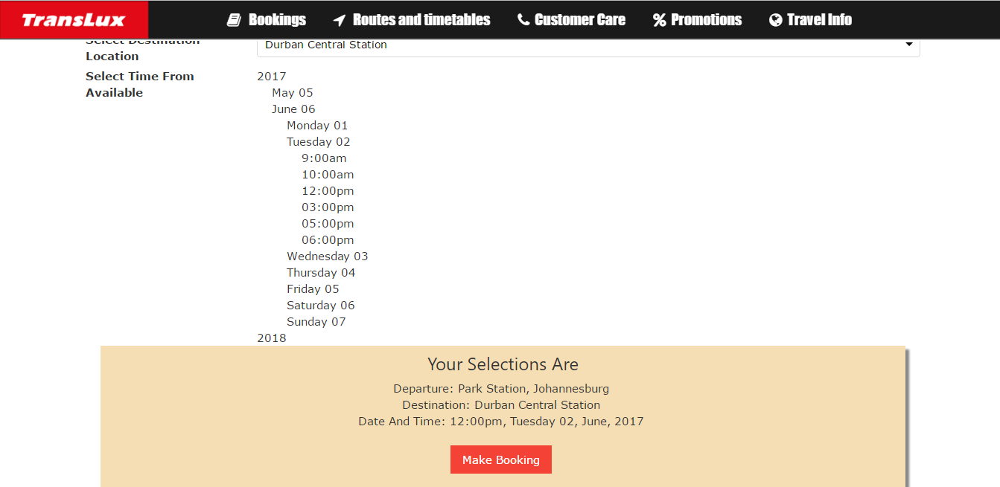 TransLux
Bookings
Routes and timetables
Customer Care
Promotions
Travel Info
Select Destination
Location
Durban Central Station
Select Time From
Available
2017
May 05
June 06
Monday 01
Tuesday 02
9:00am
10:00am
12:00pm
03:00pm
05:00pm
06:00pm
Wednesday 03
Thursday 04
Friday 05
Saturday 06
Sunday 07
2018
Your Selections Are
Departure: Park Station, Johannesburg
Destination: Durban Central Station
Date And Time: 12:00pm, Tuesday 02, June, 2017
Make Booking